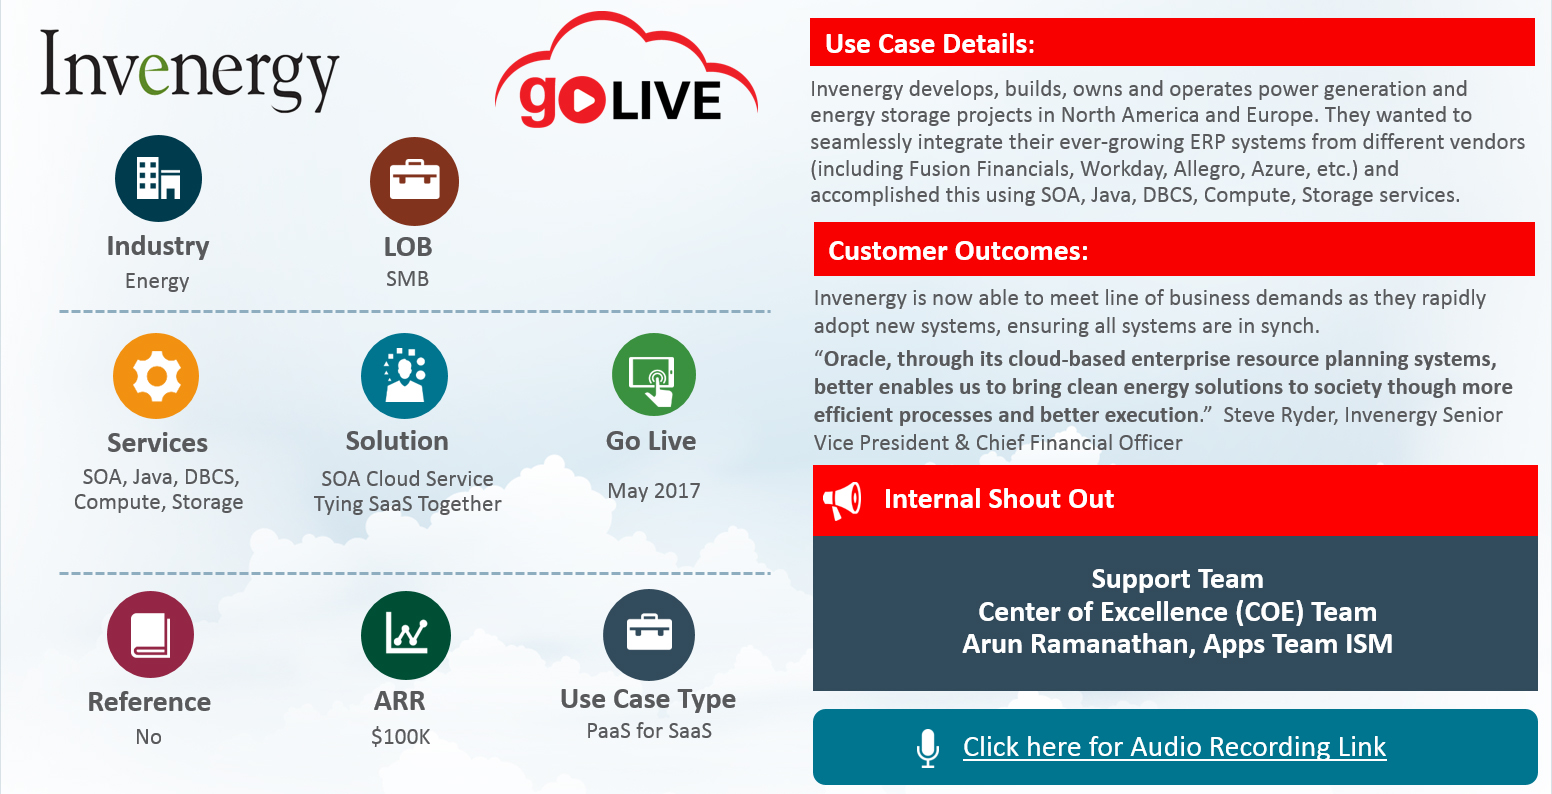 Invenergy
go LIVE
Industry
Energy
LOB
SMB
Services
SOA, Java, DBCS,
Compute, Storage
Solution
SOA Cloud Service
Tying SaaS Together
Go Live
May 2017
Reference
No
ARR
$100K
Use Case Type
PaaS for SaaS
Use Case Details:
Invenergy develops, builds, owns and operates power generation and
energy storage projects in North America and Europe. They wanted to
seamlessly integrate their ever-growing ERP systems from different vendors
(including Fusion Financials, Workday, Allegro, Azure, etc.) and
accomplished this using SOA, Java, DBCS, Compute, Storage services.
Customer Outcomes:
Invenergy is now able to meet line of business demands as they rapidly
adopt new systems, ensuring all systems are in synch.
“Oracle, through its cloud-based enterprise resource planning systems,
better enables us to bring clean energy solutions to society though more
efficient processes and better execution.” Steve Ryder, Invenergy Senior
Vice President & Chief Financial Officer
Internal Shout Out
Support Team
Center of Excellence (COE) Team
Arun Ramanathan, Apps Team ISM
Click here for Audio Recording Link